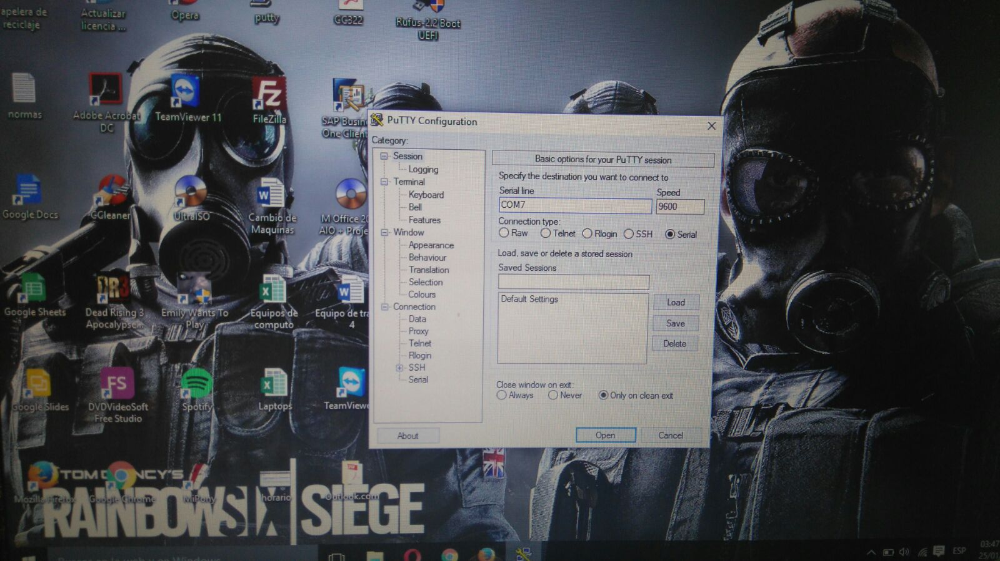 apelera de
reciclaje
Actualizar
licencia ...
Opera
putty
CC322
Rufus-2.2 Boot
UEFI
normas
Adobe Acrobat
DC
TeamViewer 11
FileZilla
SAP Busin
One Client
Google Docs
CCleaner
UltraISO
Cambio de
Maquinas
M Office 20
AIO + Proje
Google Sheets
Dead Rising 3
Apocalypse...
Emily Wants To
Play
Equipos de
computo
Equipo de tra
4
Google Slides
FS
DVDVideoSoft
Free Studio
Spotify
Laptops
TeamViewe
Mozilla Firefox
Google Chrome
MiPony
horario
Outlook.com
TOM CLANCY'S
RAINBOW SIX | SIEGE
PuTTY Configuration
Category:
Session
Logging
Terminal
Keyboard
Bell
Features
Window
Appearance
Behaviour
Translation
Selection
Colours
Connection
Data
Proxy
Telnet
Rlogin
SSH
Serial
Basic options for your PuTTY session
Specify the destination you want to connect to
Serial line
Speed
COM7
9600
Connection type:
Raw
Telnet
Rlogin
SSH
Serial
Load, save or delete a stored session
Saved Sessions
Default Settings
Load
Save
Delete
Close window on exit:
Always
Never
Only on clean exit
About
Open
Cancel
ESP
03:47
25/01